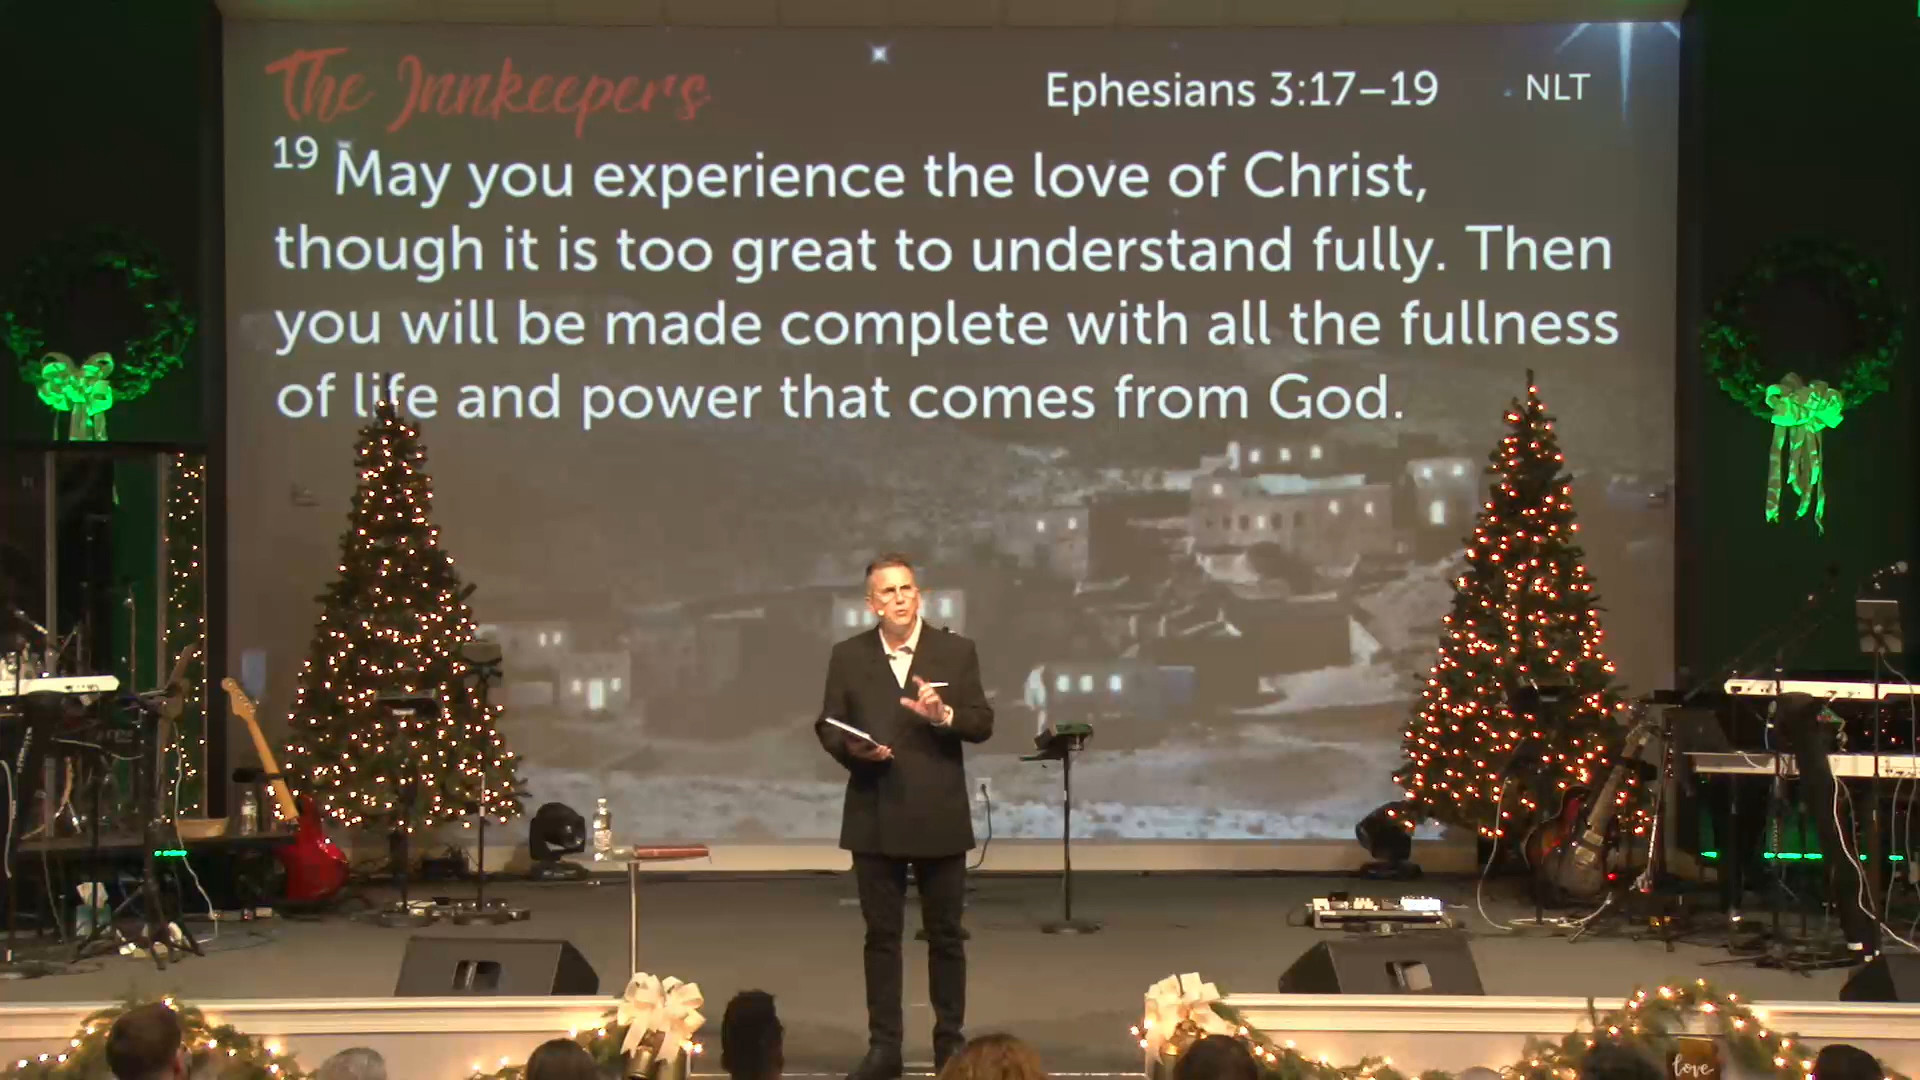 The Innkeepers
Ephesians 3:17–19 NLT
19 May you experience the love of Christ,
though it is too great to understand fully. Then
you will be made complete with all the fullness
of life and power that comes from God.
love